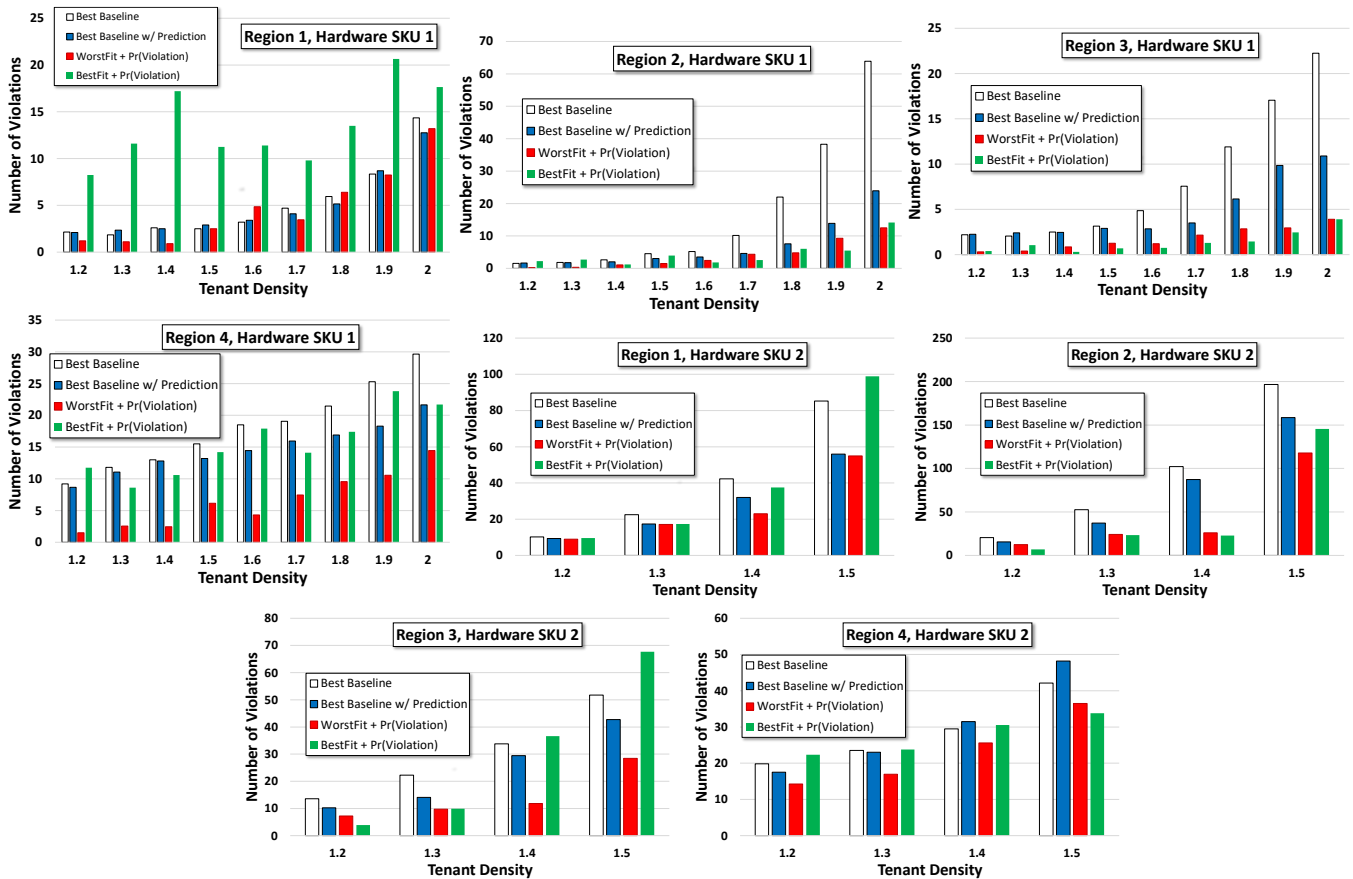 Region 1, Hardware SKU 1
Best Baseline
Best Baseline w/ Prediction
WorstFit + Pr(Violation)
BestFit + Pr(Violation)
Number of Violations
25
20
15
10
5
0
1.2 1.3 1.4 1.5 1.6 1.7 1.8 1.9 2
Tenant Density
Region 2, Hardware SKU 1
Best Baseline
Best Baseline w/ Prediction
WorstFit + Pr(Violation)
BestFit + Pr(Violation)
Number of Violations
70
60
50
40
30
20
10
0
1.2 1.3 1.4 1.5 1.6 1.7 1.8 1.9 2
Tenant Density
Region 3, Hardware SKU 1
Best Baseline
Best Baseline w/ Prediction
WorstFit + Pr(Violation)
BestFit + Pr(Violation)
Number of Violations
25
20
15
10
5
0
1.2 1.3 1.4 1.5 1.6 1.7 1.8 1.9 2
Tenant Density
Region 4, Hardware SKU 1
Best Baseline
Best Baseline w/ Prediction
WorstFit + Pr(Violation)
BestFit + Pr(Violation)
Number of Violations
35
30
25
20
15
10
5
0
1.2 1.3 1.4 1.5 1.6 1.7 1.8 1.9 2
Tenant Density
Region 1, Hardware SKU 2
Best Baseline
Best Baseline w/ Prediction
WorstFit + Pr(Violation)
BestFit + Pr(Violation)
Number of Violations
120
100
80
60
40
20
0
1.2 1.3 1.4 1.5
Tenant Density
Region 2, Hardware SKU 2
Best Baseline
Best Baseline w/ Prediction
WorstFit + Pr(Violation)
BestFit + Pr(Violation)
Number of Violations
250
200
150
100
50
0
1.2 1.3 1.4 1.5
Tenant Density
Region 3, Hardware SKU 2
Best Baseline
Best Baseline w/ Prediction
WorstFit + Pr(Violation)
BestFit + Pr(Violation)
Number of Violations
80
70
60
50
40
30
20
10
0
1.2 1.3 1.4 1.5
Tenant Density
Region 4, Hardware SKU 2
Best Baseline
Best Baseline w/ Prediction
WorstFit + Pr(Violation)
BestFit + Pr(Violation)
Number of Violations
60
50
40
30
20
10
0
1.2 1.3 1.4 1.5
Tenant Density